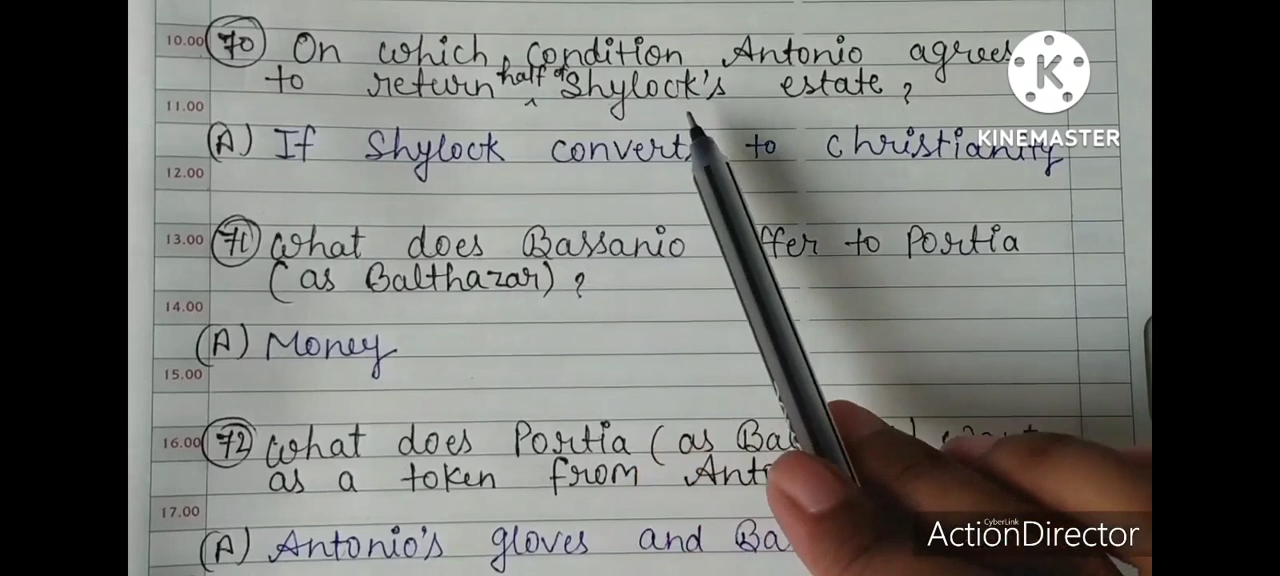 10.00 (70) On which condition Antonio agrees
to return half of Shylock's estate ?
11.00
(A) If Shylock convert to christianity
12.00
13.00 (71) What does Bassanio ffer to Portia
(as Balthazar) ?
14.00
(A) Money
15.00
16.00 (72) What does Portia (as Ba
as a token from Ant
17.00
(A) Antonio's gloves and Ba
K
KINEMASTER
CyberLink
ActionDirector